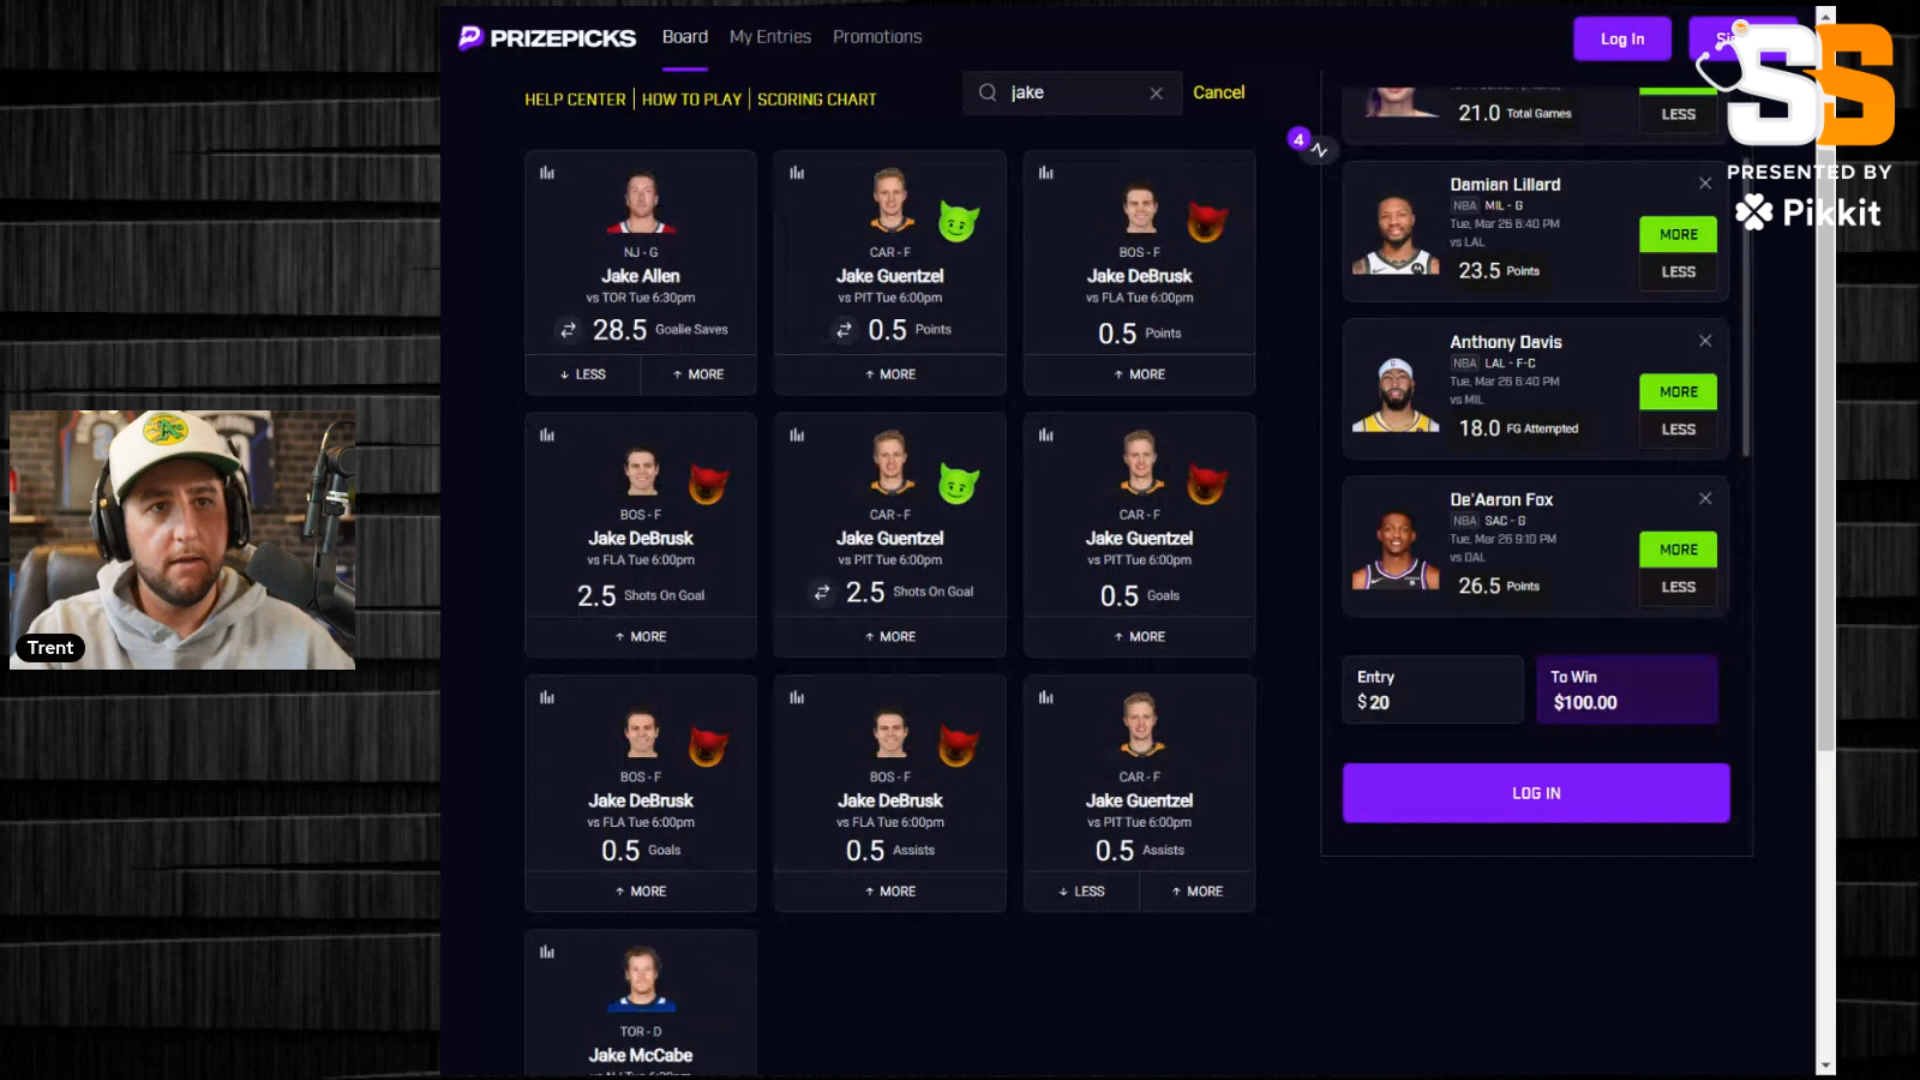 PRIZEPICKS
Board
My Entries
Promotions
Log In
SS
PRESENTED BY
Pikkit
HELP CENTER
HOW TO PLAY
SCORING CHART
jake
Cancel
4
NJ - G
Jake Allen
vs TOR Tue 6:30pm
28.5 Goalie Saves
LESS
MORE
CAR - F
Jake Guentzel
vs PIT Tue 6:00pm
0.5 Points
MORE
BOS - F
Jake DeBrusk
vs FLA Tue 6:00pm
0.5 Points
MORE
BOS - F
Jake DeBrusk
vs FLA Tue 6:00pm
2.5 Shots On Goal
MORE
CAR - F
Jake Guentzel
vs PIT Tue 6:00pm
2.5 Shots On Goal
MORE
CAR - F
Jake Guentzel
vs PIT Tue 6:00pm
0.5 Goals
MORE
BOS - F
Jake DeBrusk
vs FLA Tue 6:00pm
0.5 Goals
MORE
BOS - F
Jake DeBrusk
vs FLA Tue 6:00pm
0.5 Assists
MORE
CAR - F
Jake Guentzel
vs PIT Tue 6:00pm
0.5 Assists
LESS
MORE
TOR - D
Jake McCabe
21.0 Total Games
LESS
Damian Lillard
NBA MIL - G
Tue, Mar 26 6:40 PM
vs LAL
23.5 Points
MORE
LESS
Anthony Davis
NBA LAL - F-C
Tue, Mar 26 6:40 PM
vs MIL
18.0 FG Attempted
MORE
LESS
De'Aaron Fox
NBA SAC - G
Tue, Mar 26 9:10 PM
vs DAL
26.5 Points
MORE
LESS
Entry
$ 20
To Win
$100.00
LOG IN
Trent